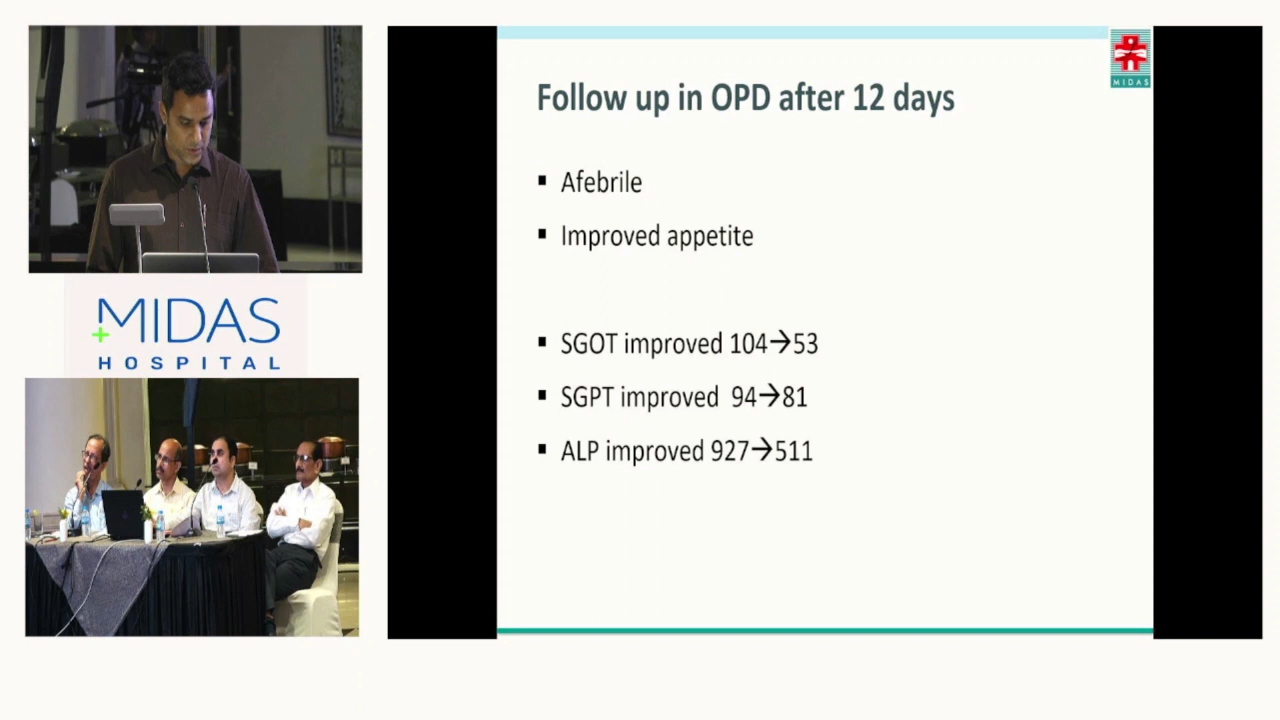 MIDAS
HOSPITAL
MIDAS
Follow up in OPD after 12 days
▪ Afebrile
▪ Improved appetite
▪ SGOT improved 104→53
▪ SGPT improved 94→81
▪ ALP improved 927→511